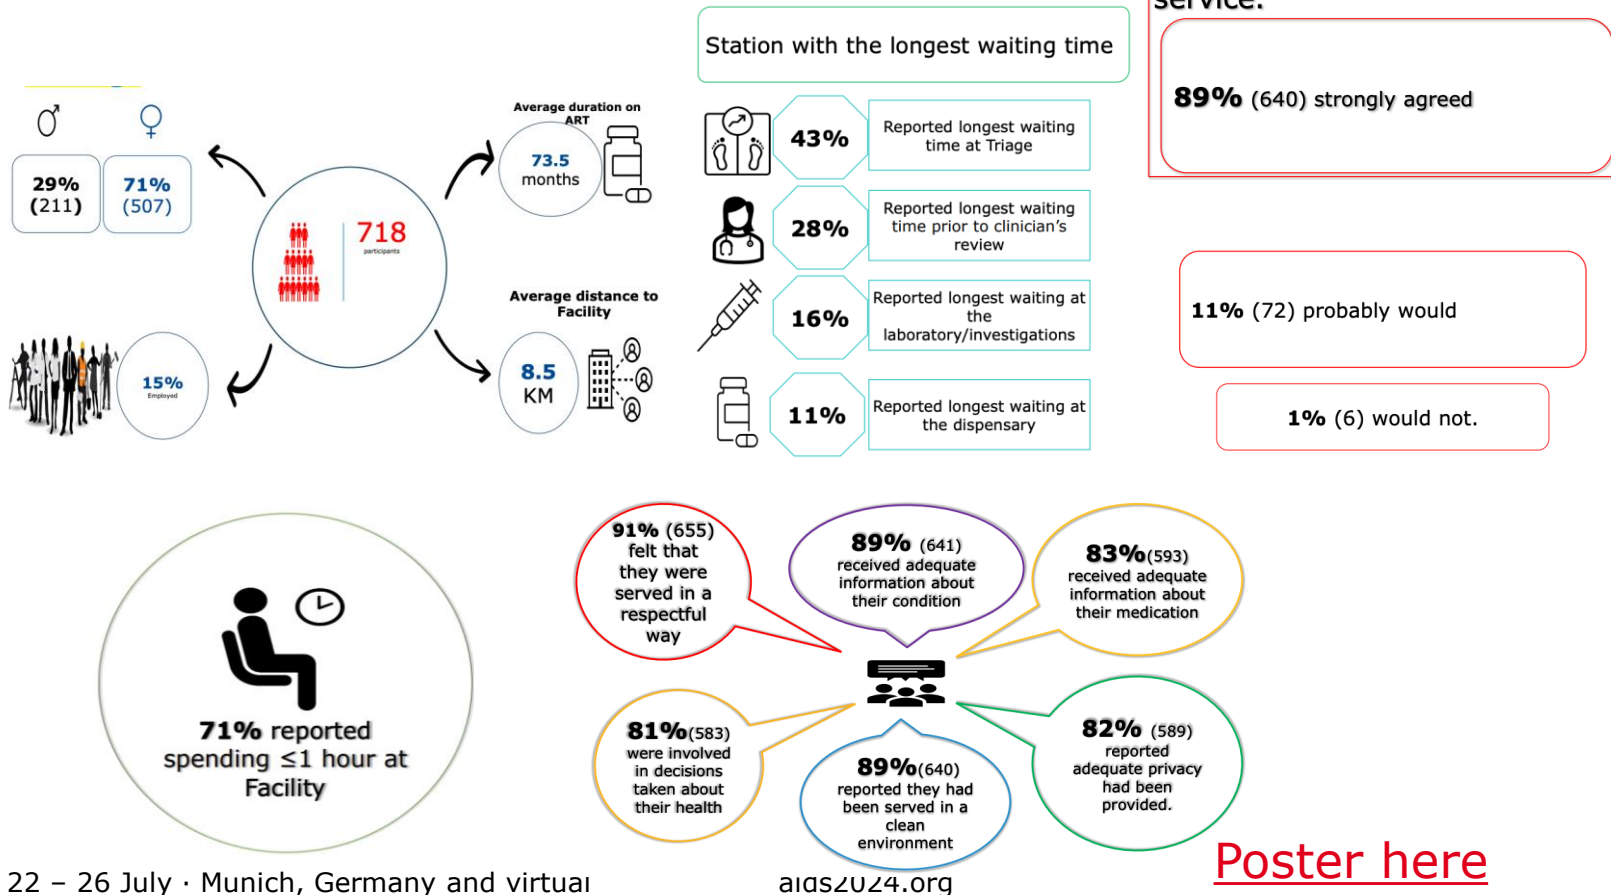 29%
(211)
71%
(507)
718
participants
15%
Employed
Average duration on
ART
73.5
months
Average distance to
Facility
8.5
KM
Station with the longest waiting time
43%
Reported longest waiting
time at Triage
28%
Reported longest waiting
time prior to clinician's
review
16%
Reported longest waiting at
the
laboratory/investigations
11%
Reported longest waiting at
the dispensary
service.
89% (640) strongly agreed
11% (72) probably would
1% (6) would not.
71% reported
spending ≤1 hour at
Facility
91% (655)
felt that
they were
served in a
respectful
way
89% (641)
received adequate
information about
their condition
83%(593)
received adequate
information about
their medication
81%(583)
were involved
in decisions
taken about
their health
89%(640)
reported they had
been served in a
clean
environment
82% (589)
reported
adequate privacy
had been
provided.
Poster here
22 – 26 July · Munich, Germany and virtual
aids2024.org